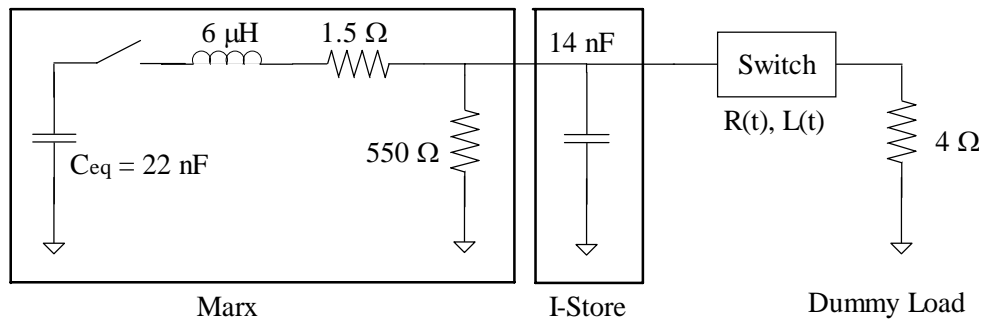 6 μH
1.5 Ω
14 nF
Switch
R(t), L(t)
550 Ω
4 Ω
Ceq = 22 nF
Marx
I-Store
Dummy Load